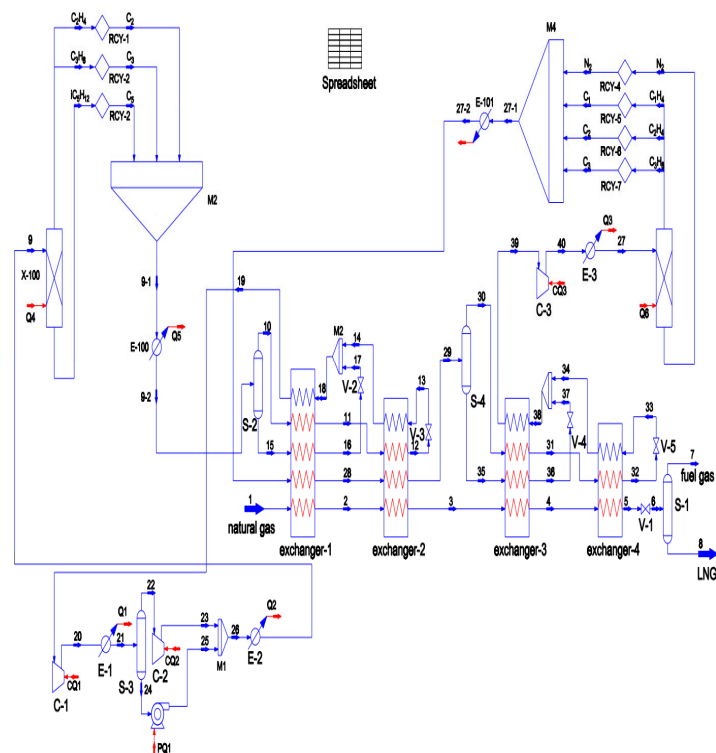 C2H4
C2
RCY-1
C3H8
C3
RCY-2
IC5H12
C5
RCY-2
M2
Spreadsheet
M4
N2
N2
RCY-4
C1
C1H4
RCY-5
C2
C2H4
RCY-6
C3
C3H8
RCY-7
27-2
E-101
27-1
9
X-100
Q4
9-1
E-100
Q5
9-2
19
10
S-2
15
M2
14
17
18
V-2
11
16
28
13
V-3
12
29
30
S-4
35
39
40
C-3
CQ3
Q3
E-3
27
Q6
34
37
38
V-4
31
36
33
V-5
32
7
fuel gas
S-1
1
natural gas
2
3
4
5
6
V-1
8
LNG
exchanger-1
exchanger-2
exchanger-3
exchanger-4
20
C-1
CQ1
Q1
E-1
21
22
S-3
24
C-2
CQ2
23
25
M1
26
Q2
E-2
PQ1